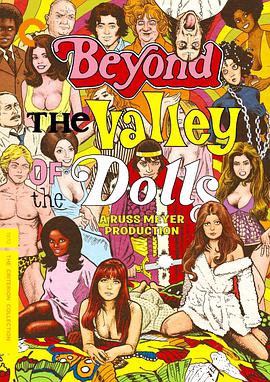 Beyond
THE Valley
OF the Dolls
A RUSS MEYER
PRODUCTION
THE CRITERION COLLECTION